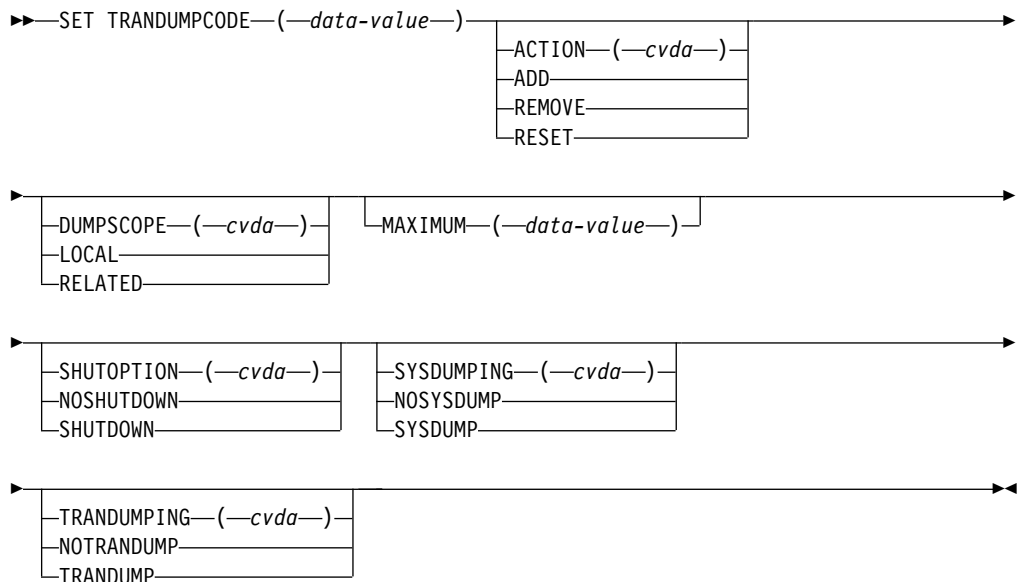 SET TRANDUMPCODE ( data-value )
ACTION ( cvda )
ADD
REMOVE
RESET
DUMPSCOPE ( cvda )
LOCAL
RELATED
MAXIMUM ( data-value )
SHUTOPTION ( cvda )
NOSHUTDOWN
SHUTDOWN
SYSDUMPING ( cvda )
NOSYSDUMP
SYSDUMP
TRANDUMPING ( cvda )
NOTRANDUMP
TRANDUMP